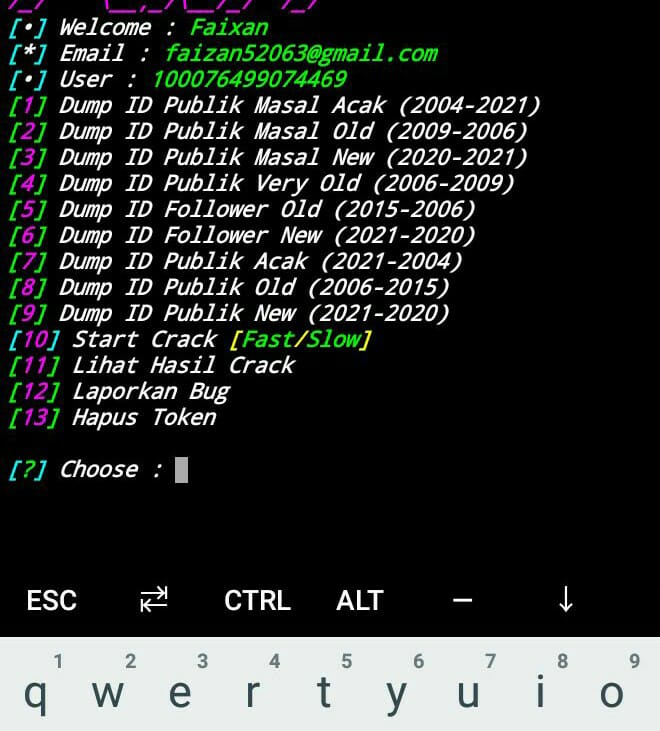 [•] Welcome : Faixan
[*] Email : faizan52063@gmail.com
[•] User : 100076499074469
[1] Dump ID Publik Masal Acak (2004-2021)
[2] Dump ID Publik Masal Old (2009-2006)
[3] Dump ID Publik Masal New (2020-2021)
[4] Dump ID Publik Very Old (2006-2009)
[5] Dump ID Follower Old (2015-2006)
[6] Dump ID Follower New (2021-2020)
[7] Dump ID Publik Acak (2021-2004)
[8] Dump ID Publik Old (2006-2015)
[9] Dump ID Publik New (2021-2020)
[10] Start Crack [Fast/Slow]
[11] Lihat Hasil Crack
[12] Laporkan Bug
[13] Hapus Token
[?] Choose :
ESC ⇄ CTRL ALT — ↓
1 2 3 4 5 6 7 8 9
q w e r t y u i o